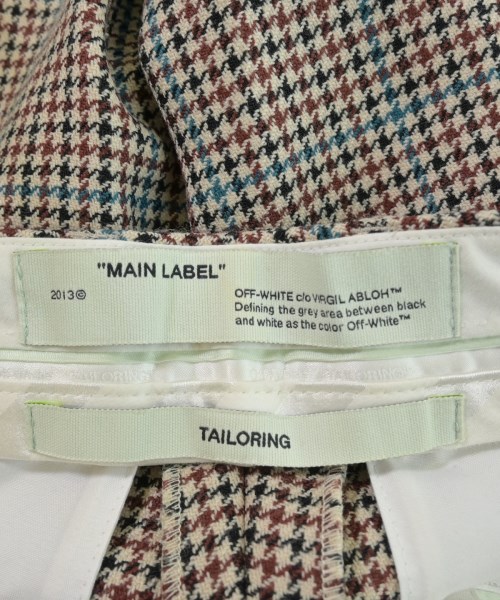 "MAIN LABEL"
2013©
OFF-WHITE c/o VIRGIL ABLOH™
Defining the grey area between black
and white as the color Off-White™
TAILORING
TAILORING